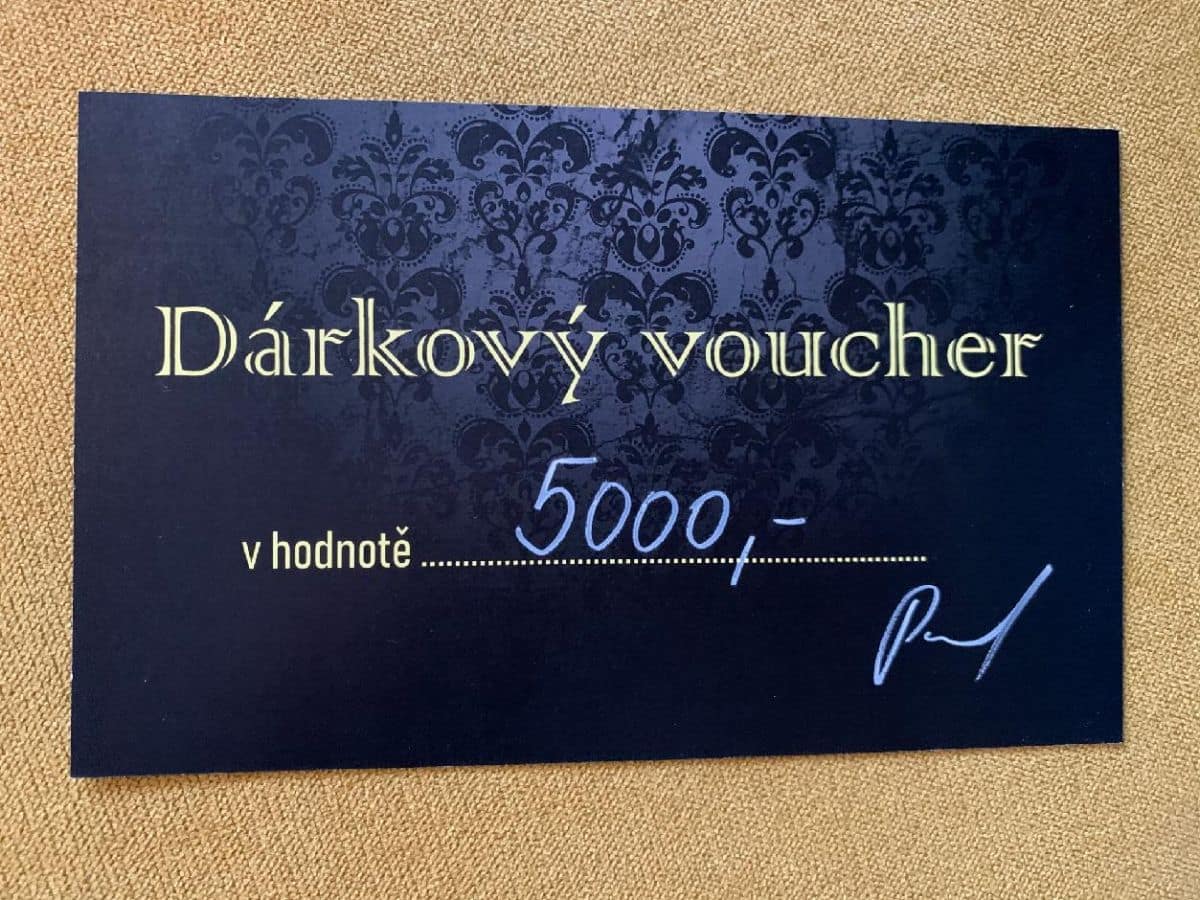 Dárkový voucher
v hodnotě ........ 5000,-